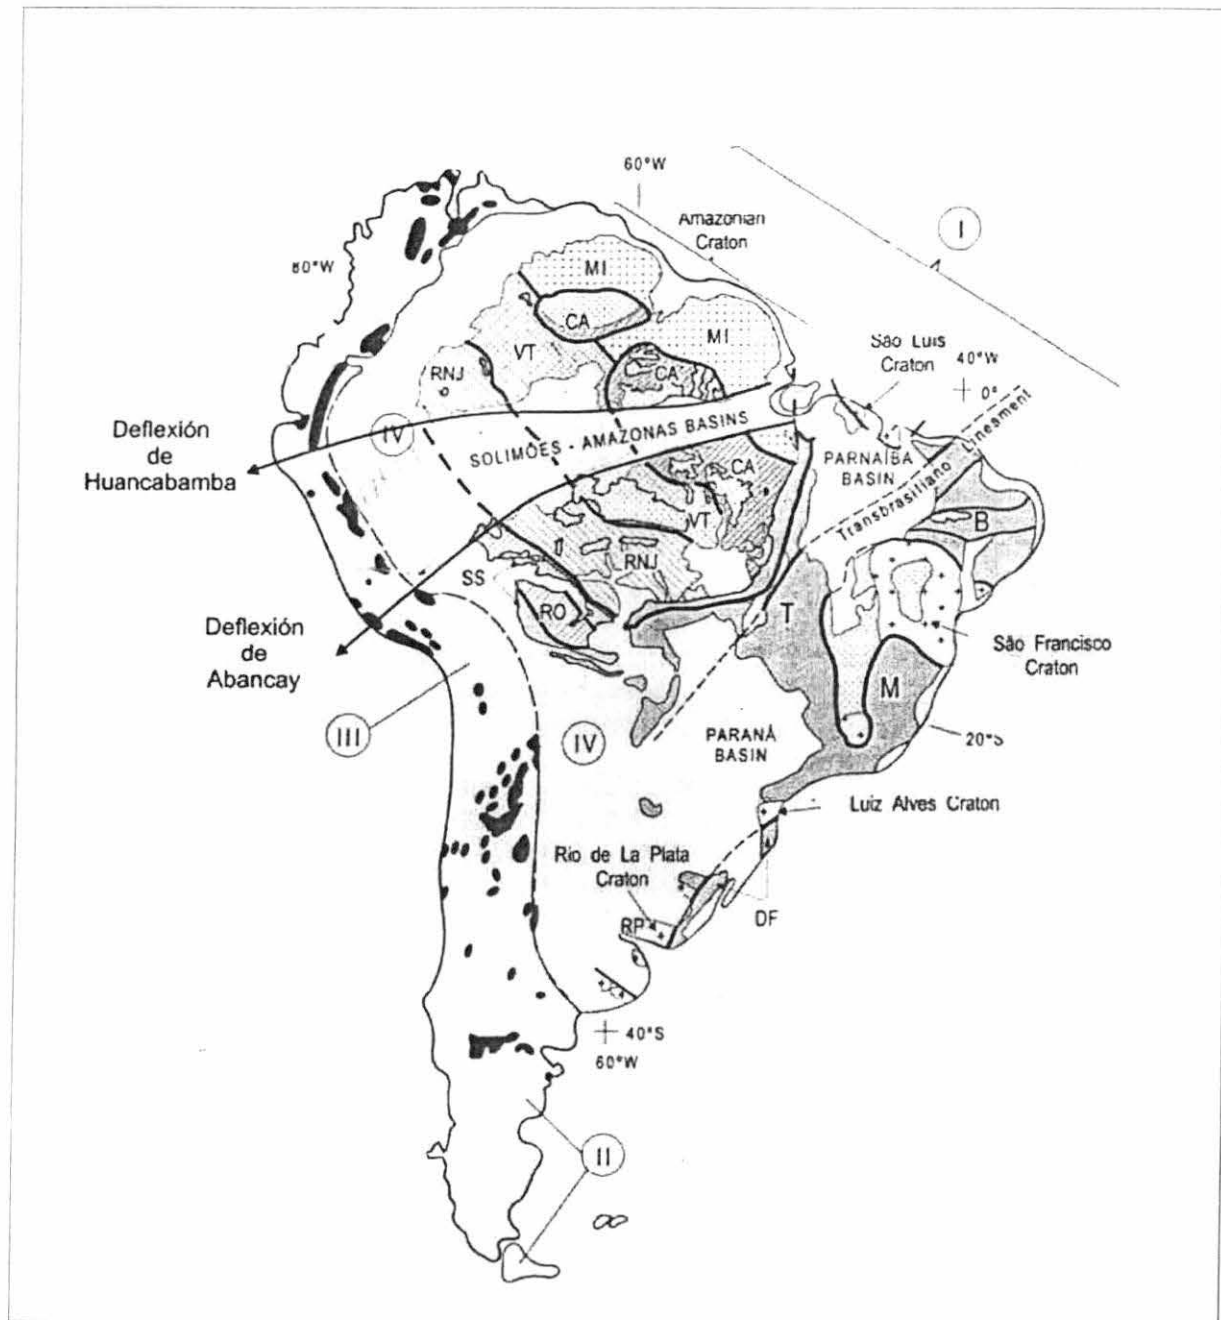 60°W
Amazonian
Craton
I
80°W
MI
CA
MI
VT
São Luis
Craton
40°W
RNJ
CA
0°
Deflexión
de
Huancabamba
IV
SOLIMÕES - AMAZONAS BASINS
PARNAÍBA
BASIN
Transbrasiliano Lineament
CA
B
VT
SS
RNJ
RO
T
Deflexión
de
Abancay
São Francisco
Craton
M
III
IV
PARANÁ
BASIN
20°S
Luiz Alves Craton
Rio de La Plata
Craton
DF
RP
40°S
60°W
II